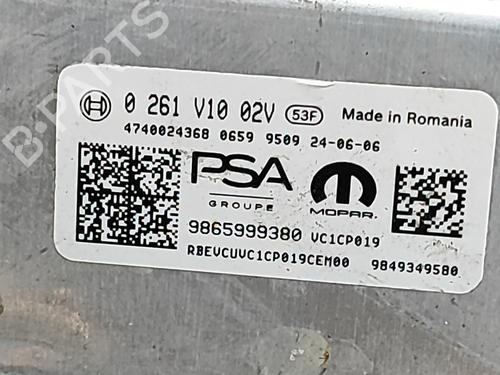 B-PARTS
0 261 V10 02V 53F Made in Romania
4740024368 0659 9509 24-06-06
PSA
GROUPE
MOPAR.
9865999380 VC1CP019
RBEVCUVC1CP019CEM00 9849349580